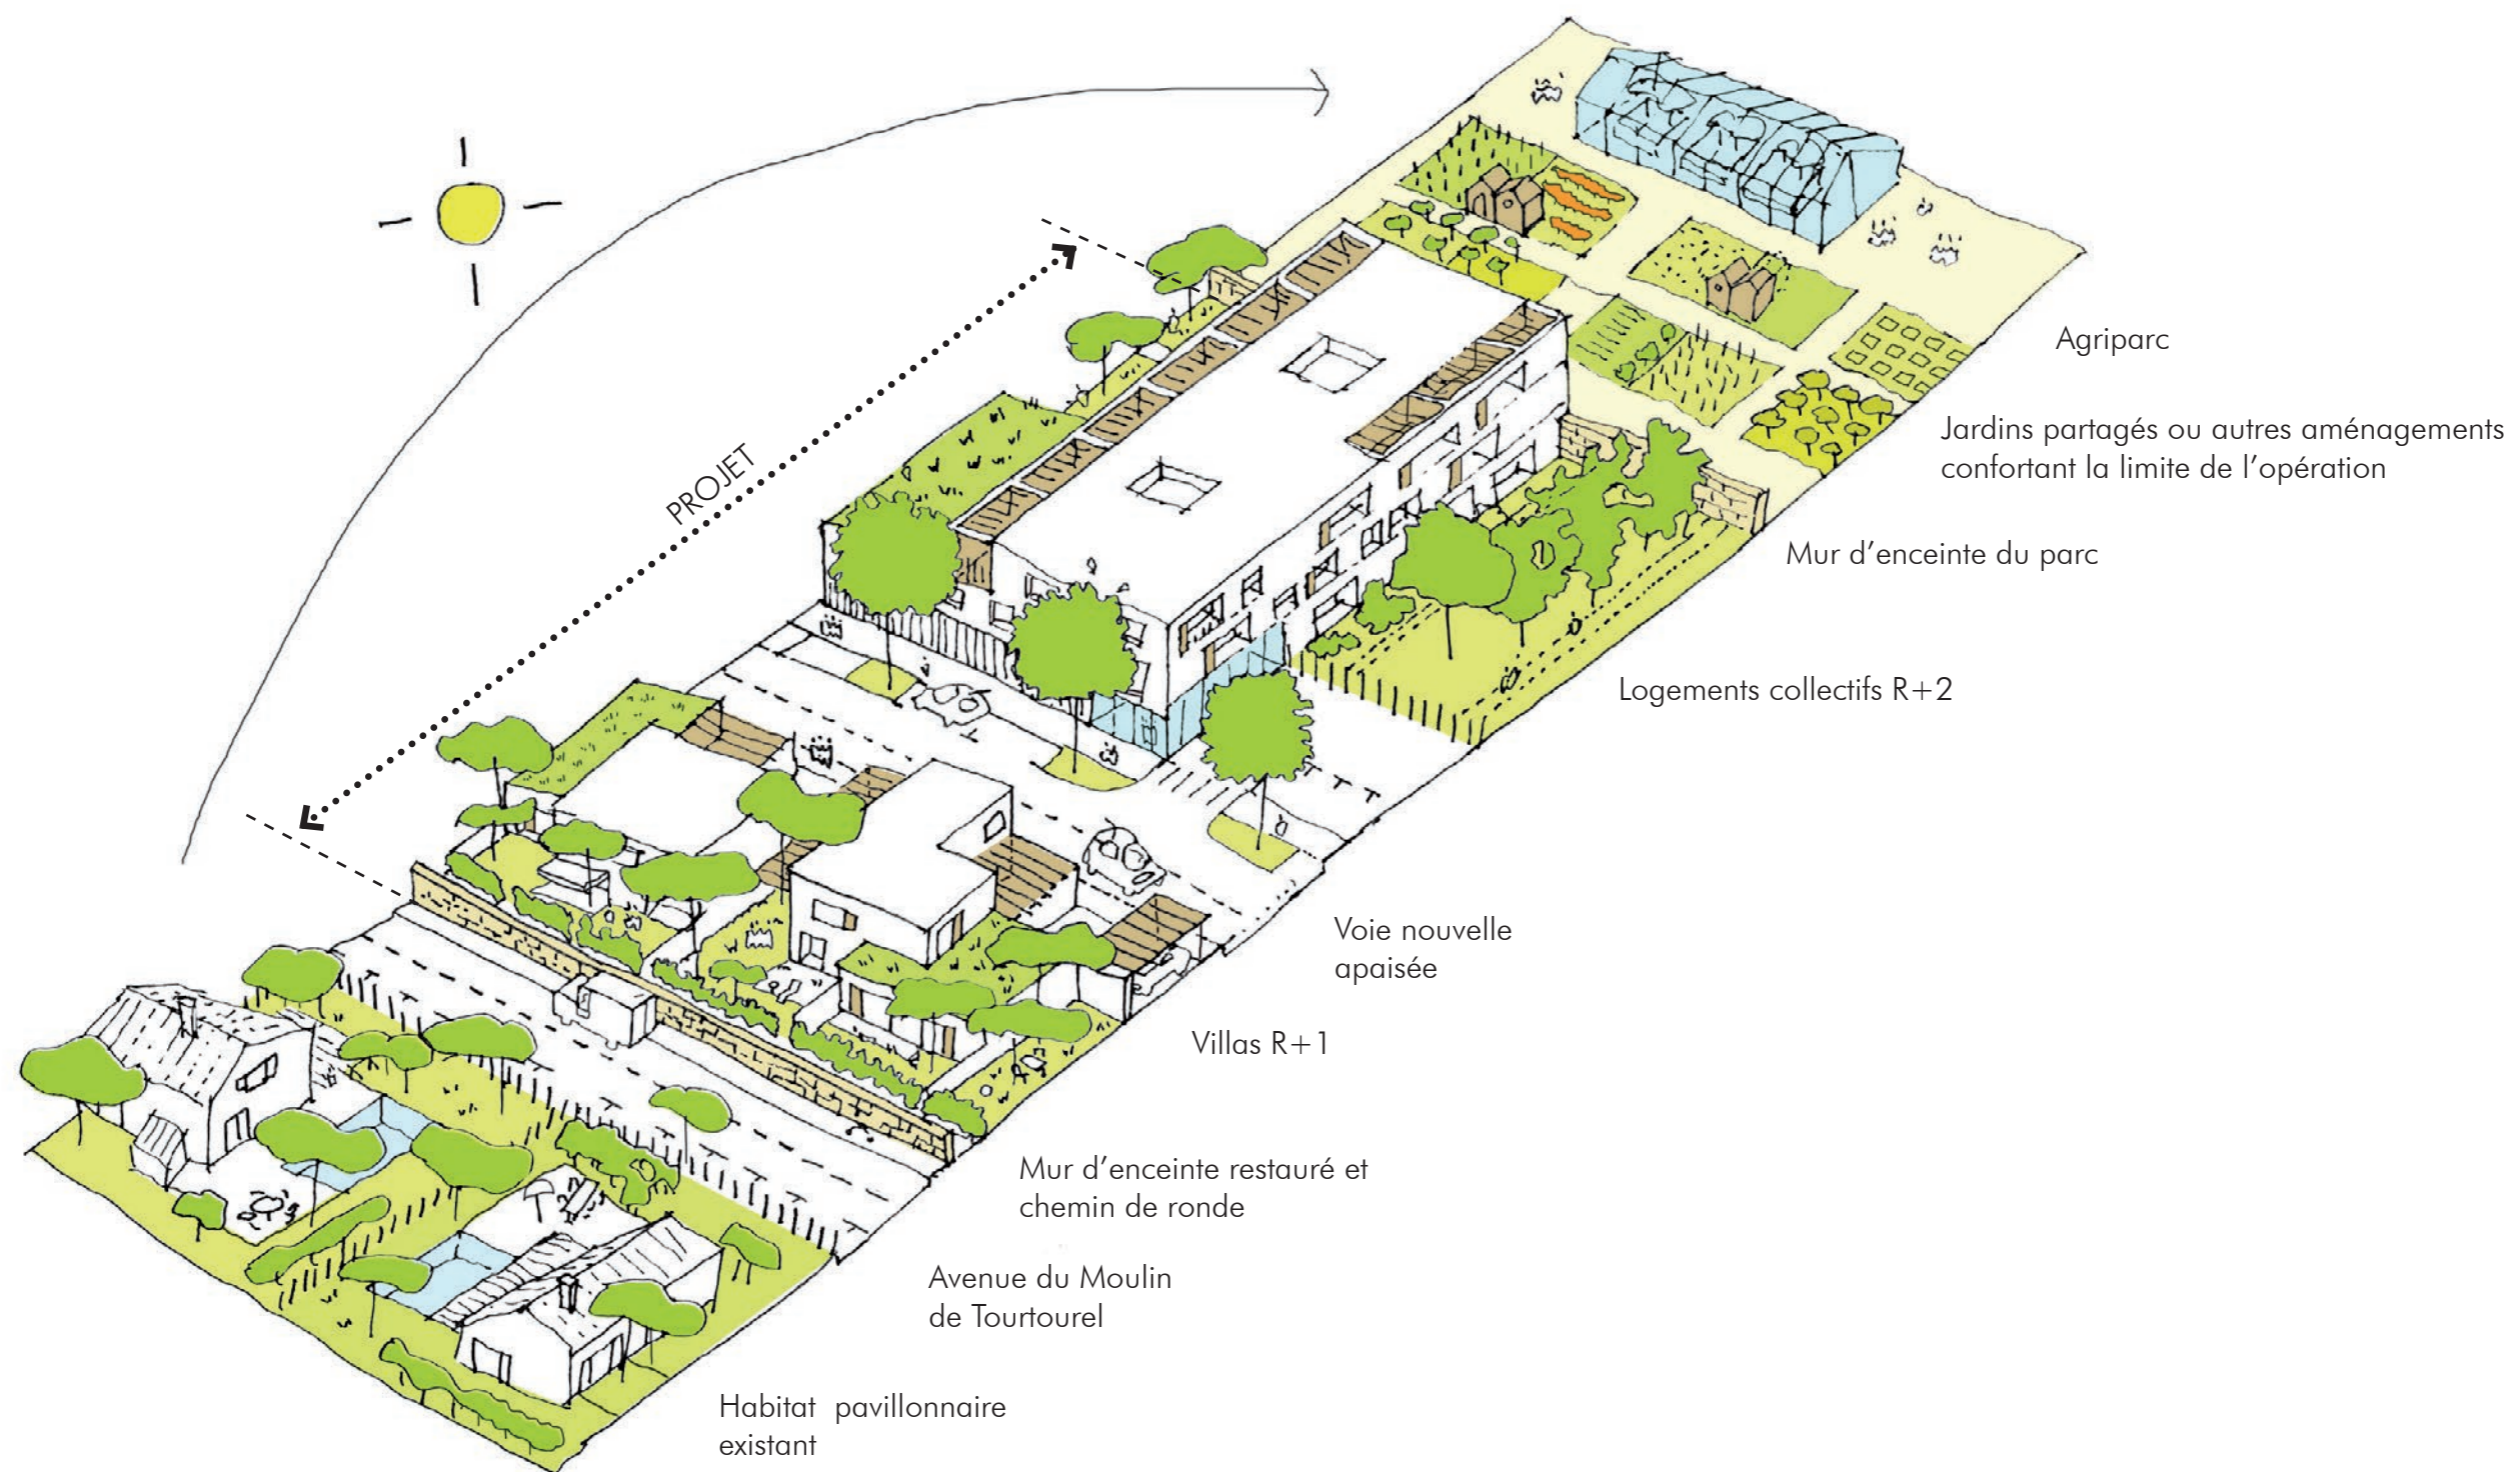 PROJET
Agriparc
Jardins partagés ou autres aménagements
confortant la limite de l'opération
Mur d'enceinte du parc
Logements collectifs R+2
Voie nouvelle
apaisée
Villas R+1
Mur d'enceinte restauré et
chemin de ronde
Avenue du Moulin
de Tourtourel
Habitat pavillonnaire
existant